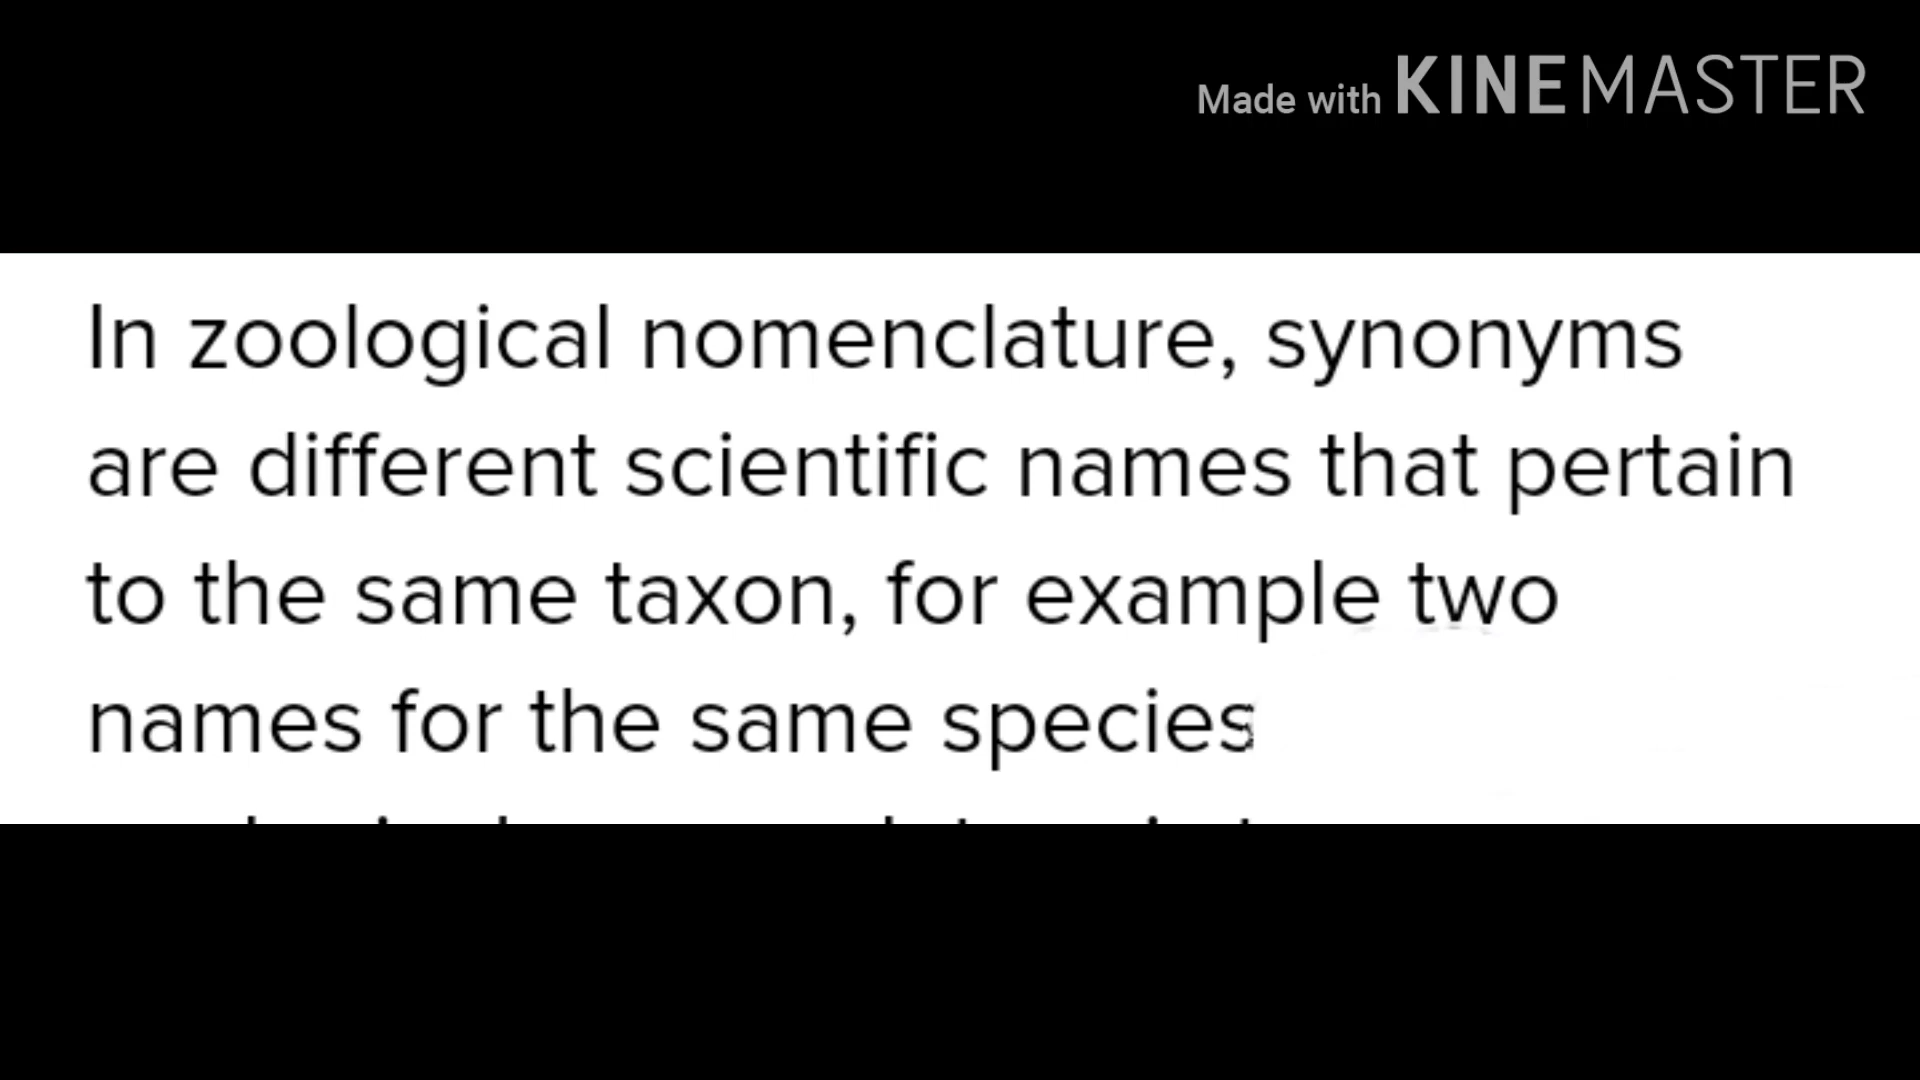 Made with KINEMASTER
In zoological nomenclature, synonyms
are different scientific names that pertain
to the same taxon, for example two
names for the same species